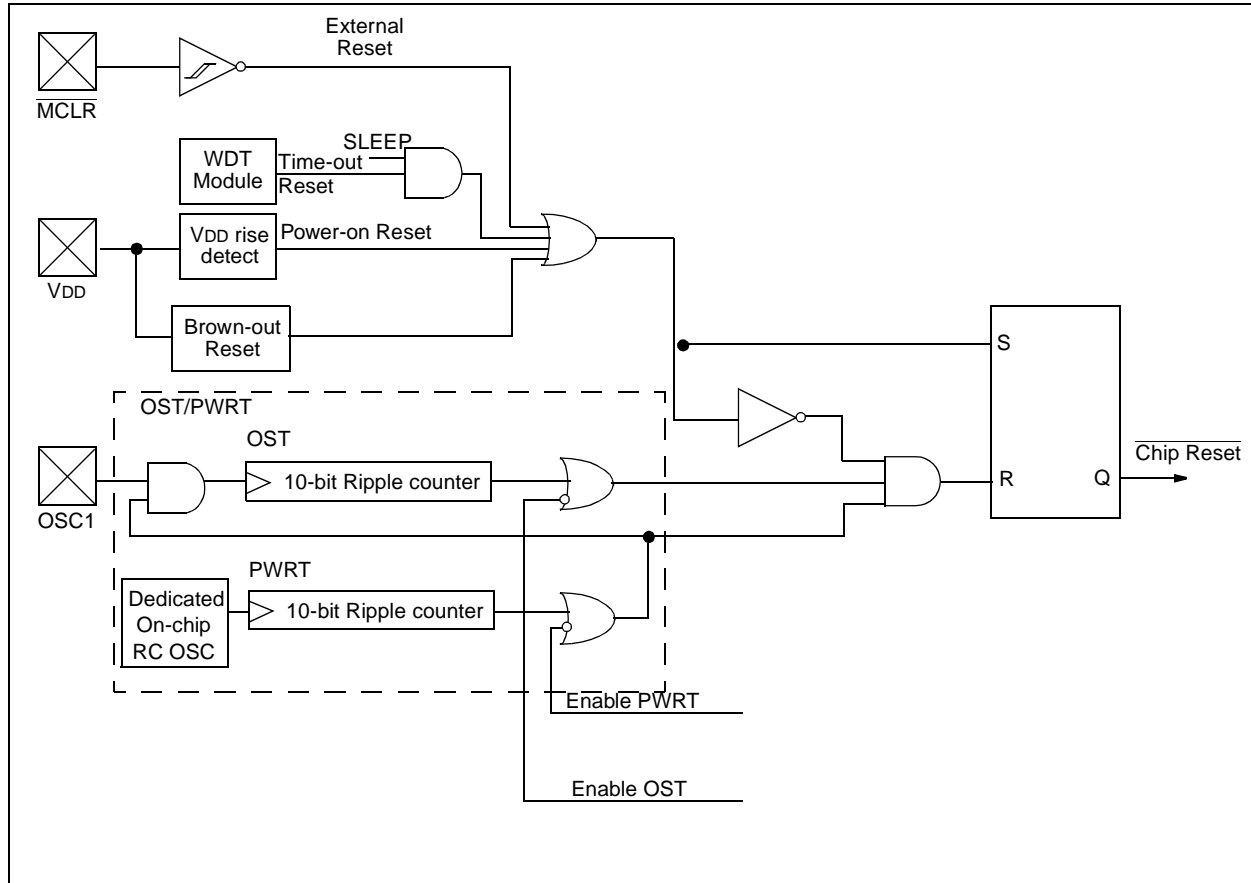 External
Reset
MCLR
SLEEP
WDT
Module
Time-out
Reset
VDD rise
detect
Power-on Reset
VDD
Brown-out
Reset
S
OST/PWRT
OST
Chip Reset
10-bit Ripple counter
R
Q
OSC1
PWRT
Dedicated
On-chip
RC OSC
10-bit Ripple counter
Enable PWRT
Enable OST